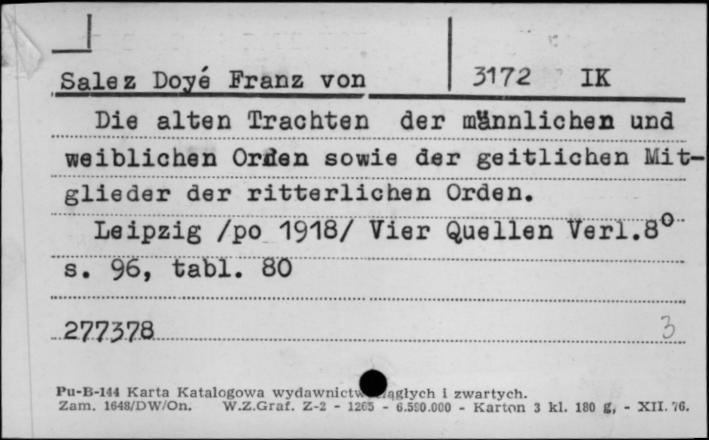 Salez Doyé Franz von 3172 IK
Die alten Trachten der männlichen und
weiblichen Orden sowie der geitlichen Mit-
glieder der ritterlichen Orden.
Leipzig /po 1918/ Vier Quellen Verl.8°
s. 96, tabl. 80
277378 3
Pu-B-144 Karta Katalogowa ciągłych i zwartych.
Zam. 1648/DW/On. W.Z.Graf. Z-2 - 1265 - 6.590.000 - Karton 3 kl. 180 g, - XII. 76.